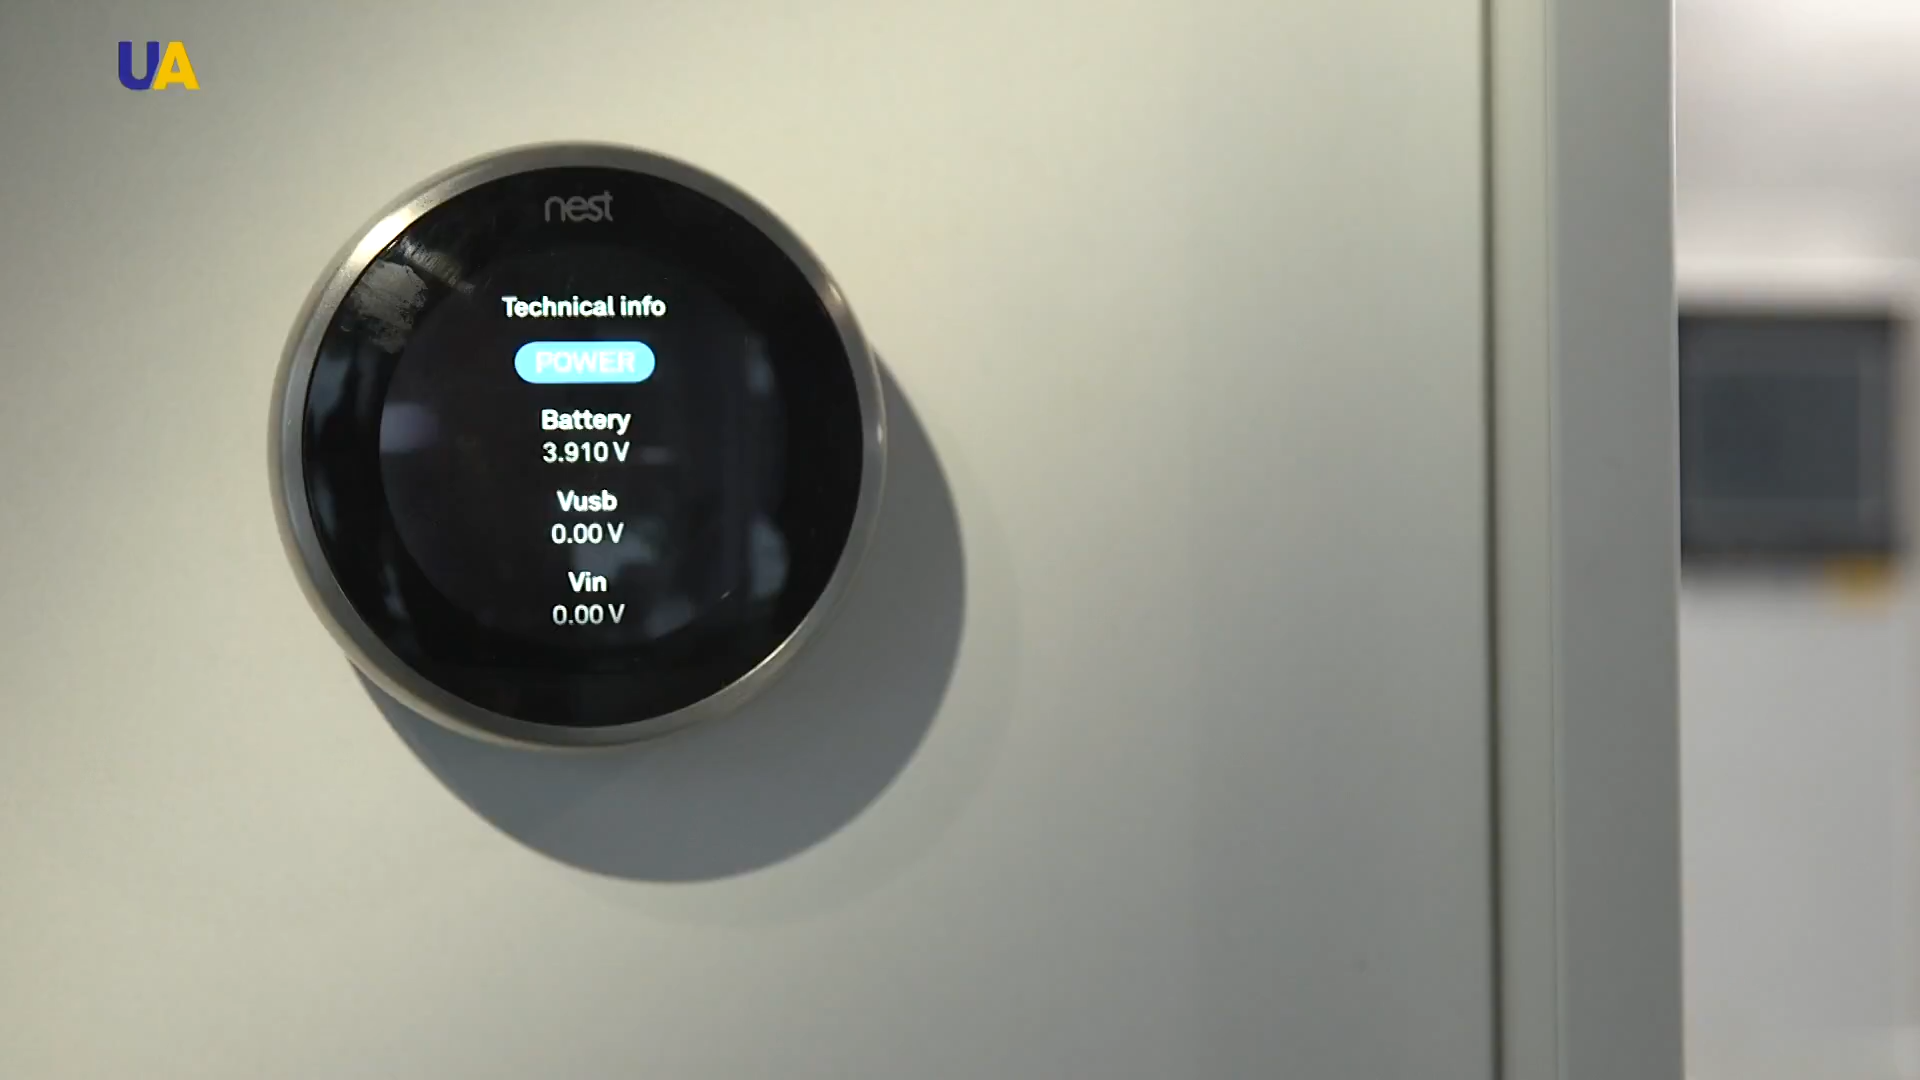 UA
nest
Technical info
POWER
Battery
3.910 V
Vusb
0.00 V
Vin
0.00 V